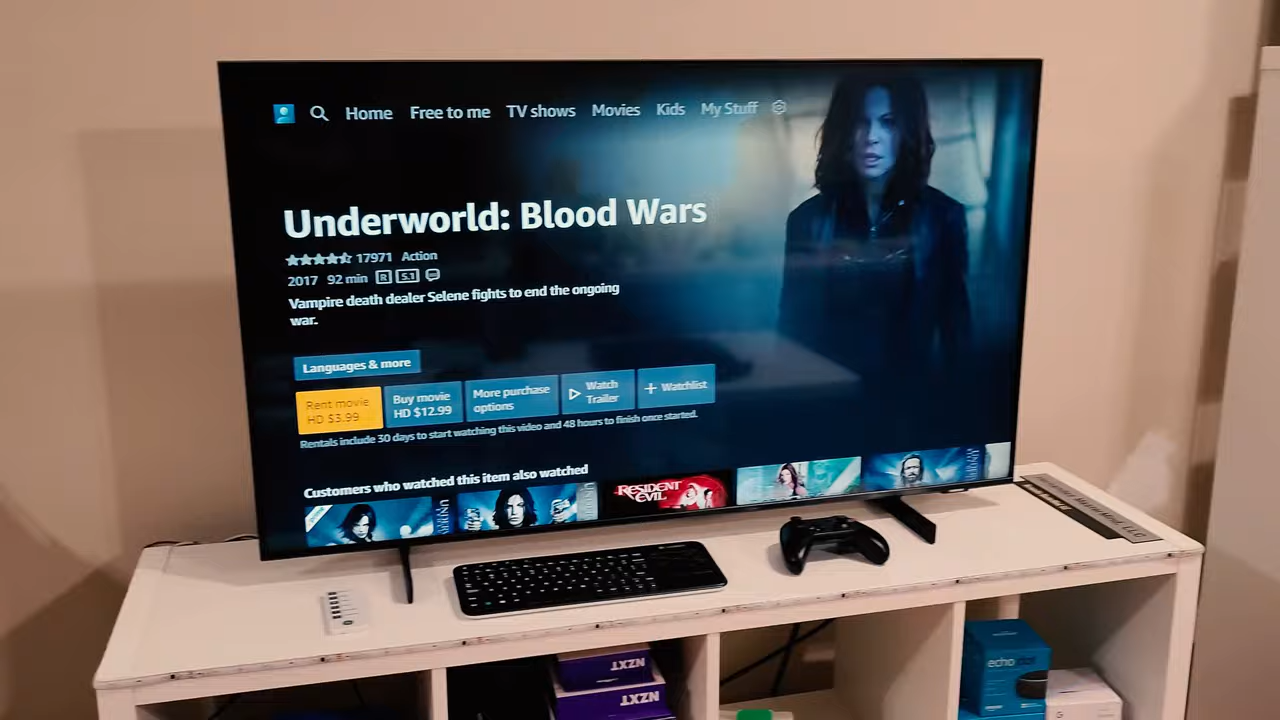 Home Free to me TV shows Movies Kids My Stuff
Underworld: Blood Wars
17971 Action
2017 92 min R 5.1
Vampire death dealer Selene fights to end the ongoing
war.
Languages & more
Rent movie
HD $3.99
Buy movie
HD $12.99
More purchase
options
Watch
Trailer
+ Watchlist
Rentals include 30 days to start watching this video and 48 hours to finish once started.
Customers who watched this item also watched
RESIDENT
EVIL
NZXT
NZXT
echo dot